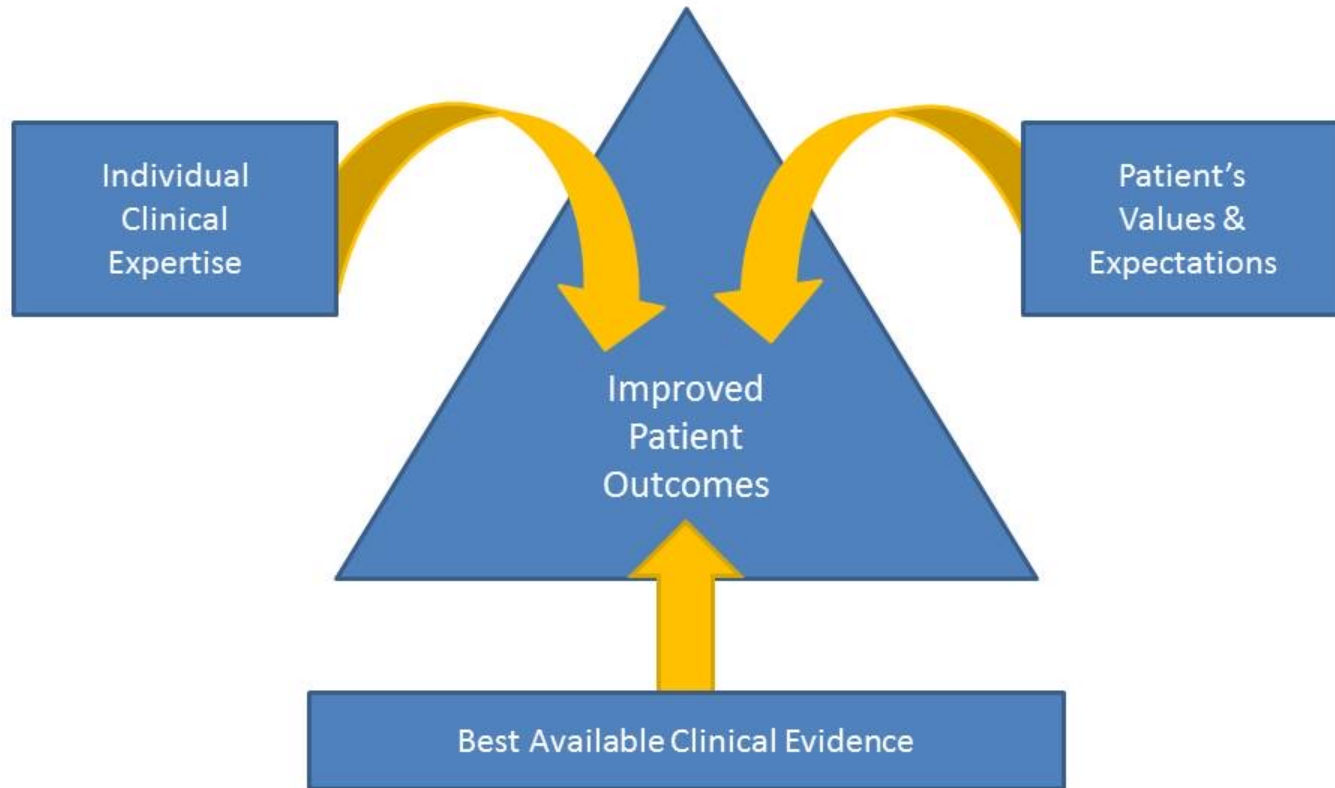 Individual
Clinical
Expertise
Patient's
Values &
Expectations
Improved
Patient
Outcomes
Best Available Clinical Evidence